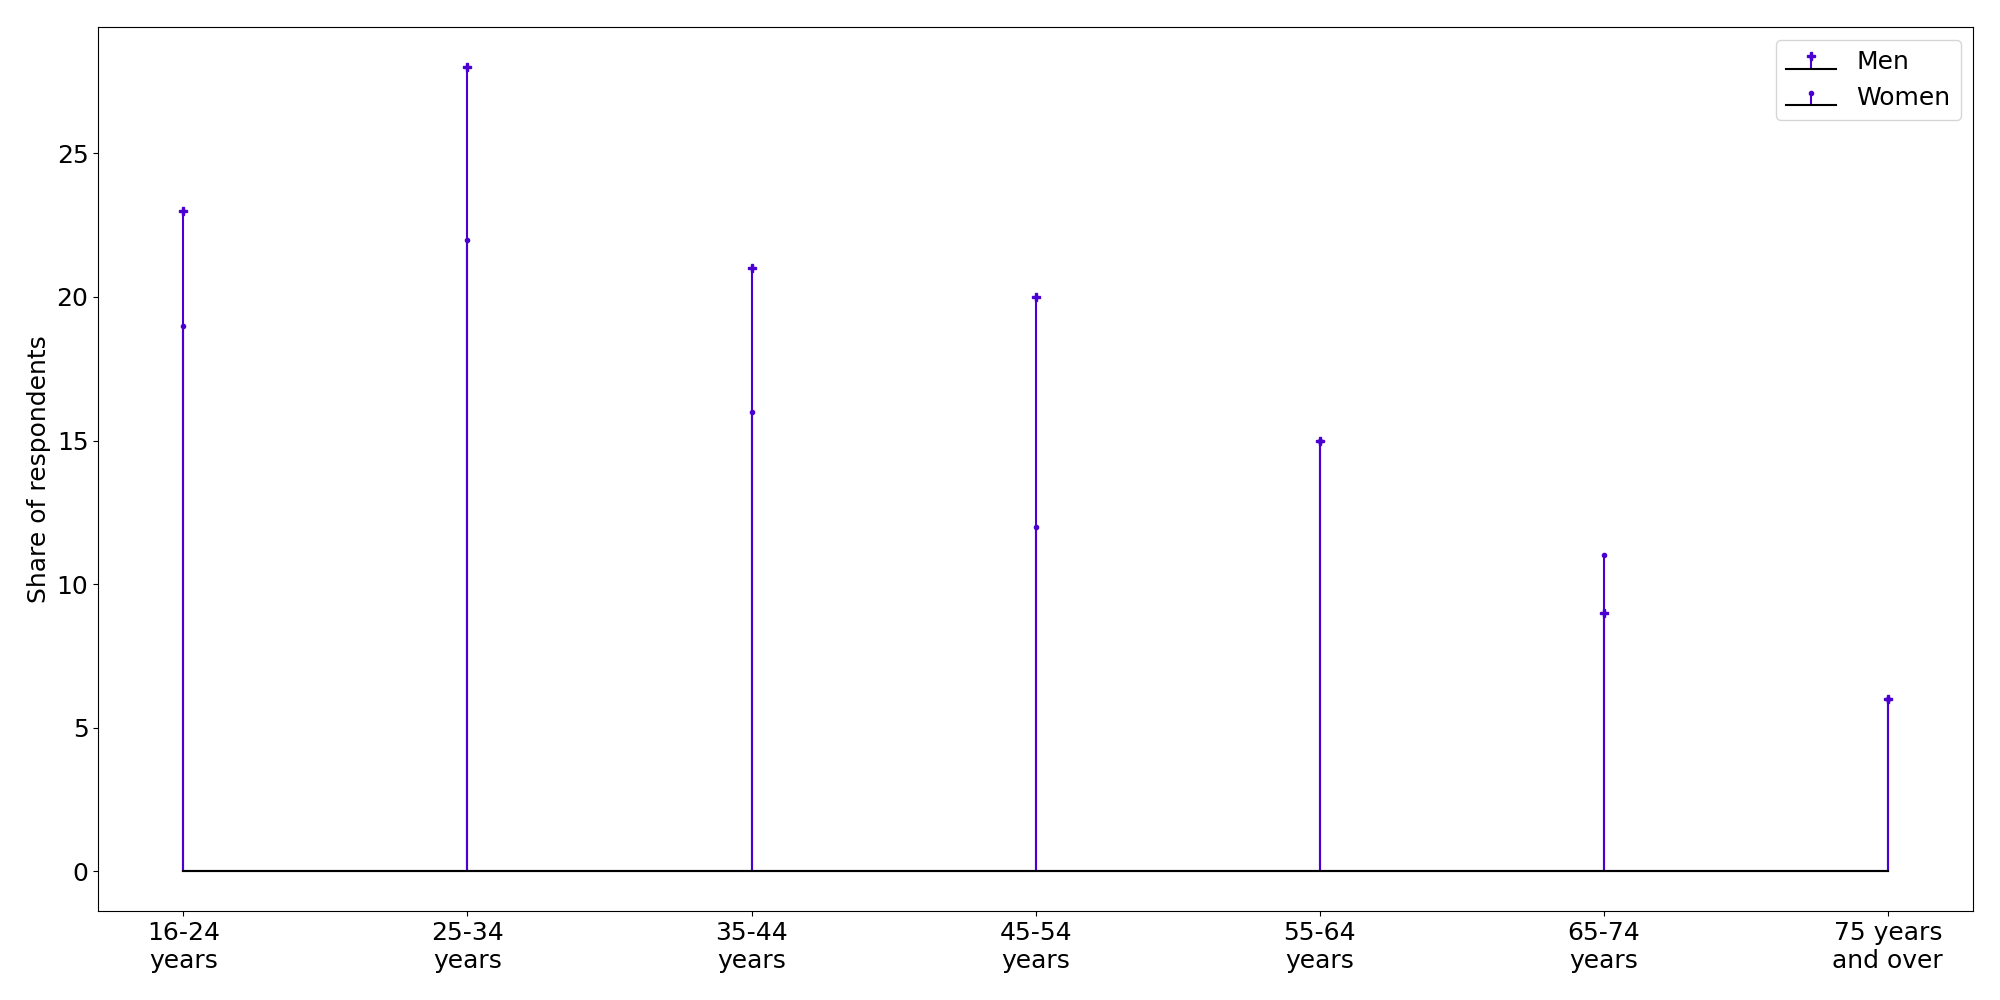 Men
Women
Share of respondents
25
20
15
10
5
0
16-24
years
25-34
years
35-44
years
45-54
years
55-64
years
65-74
years
75 years
and over